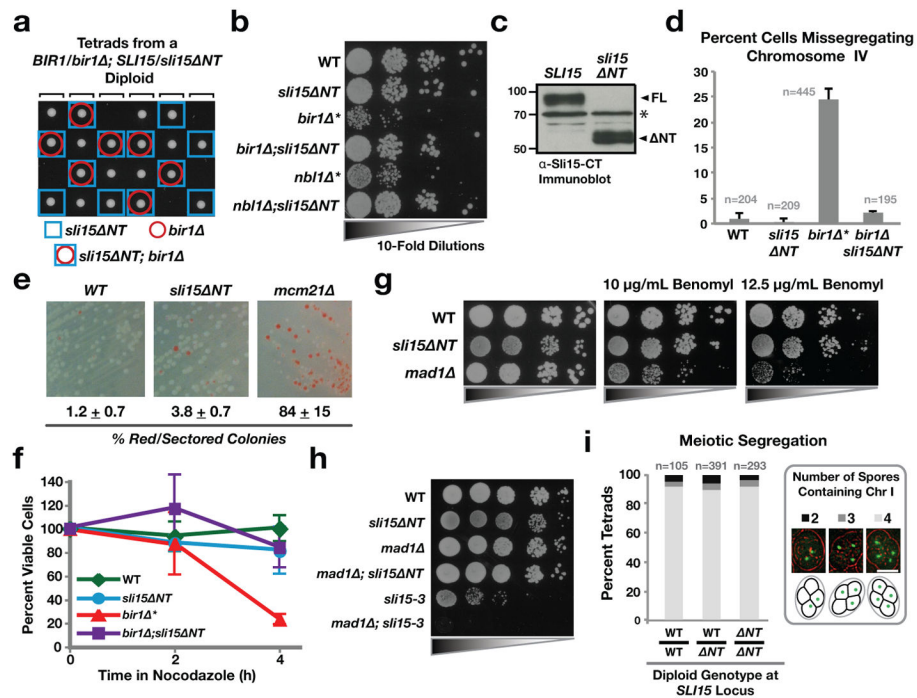 a
Tetrads from a
BIR1/bir1Δ; SLI15/sli15ΔNT
Diploid
sli15ΔNT
bir1Δ
sli15ΔNT; bir1Δ
b
WT
sli15ΔNT
bir1Δ*
bir1Δ;sli15ΔNT
nbl1Δ*
nbl1Δ;sli15ΔNT
10-Fold Dilutions
c
SLI15
sli15
ΔNT
100
70
50
FL
*
ΔNT
α-Sli15-CT
Immunoblot
d
Percent Cells Missegregating
Chromosome IV
30
25
20
15
10
5
0
n=204
n=209
n=445
n=195
WT
sli15
ΔNT
bir1Δ*
bir1Δ
sli15ΔNT
e
WT
sli15ΔNT
mcm21Δ
1.2 ± 0.7
3.8 ± 0.7
84 ± 15
% Red/Sectored Colonies
f
Percent Viable Cells
140
120
100
80
60
40
20
0
WT
sli15ΔNT
bir1Δ*
bir1Δ;sli15ΔNT
0
2
4
Time in Nocodazole (h)
g
10 µg/mL Benomyl
12.5 µg/mL Benomyl
WT
sli15ΔNT
mad1Δ
h
WT
sli15ΔNT
mad1Δ
mad1Δ; sli15ΔNT
sli15-3
mad1Δ; sli15-3
i
Meiotic Segregation
n=105
n=391
n=293
Percent Tetrads
100
80
60
40
20
0
WT
WT
WT
ΔNT
ΔNT
ΔNT
Diploid Genotype at
SLI15 Locus
Number of Spores
Containing Chr I
2
3
4